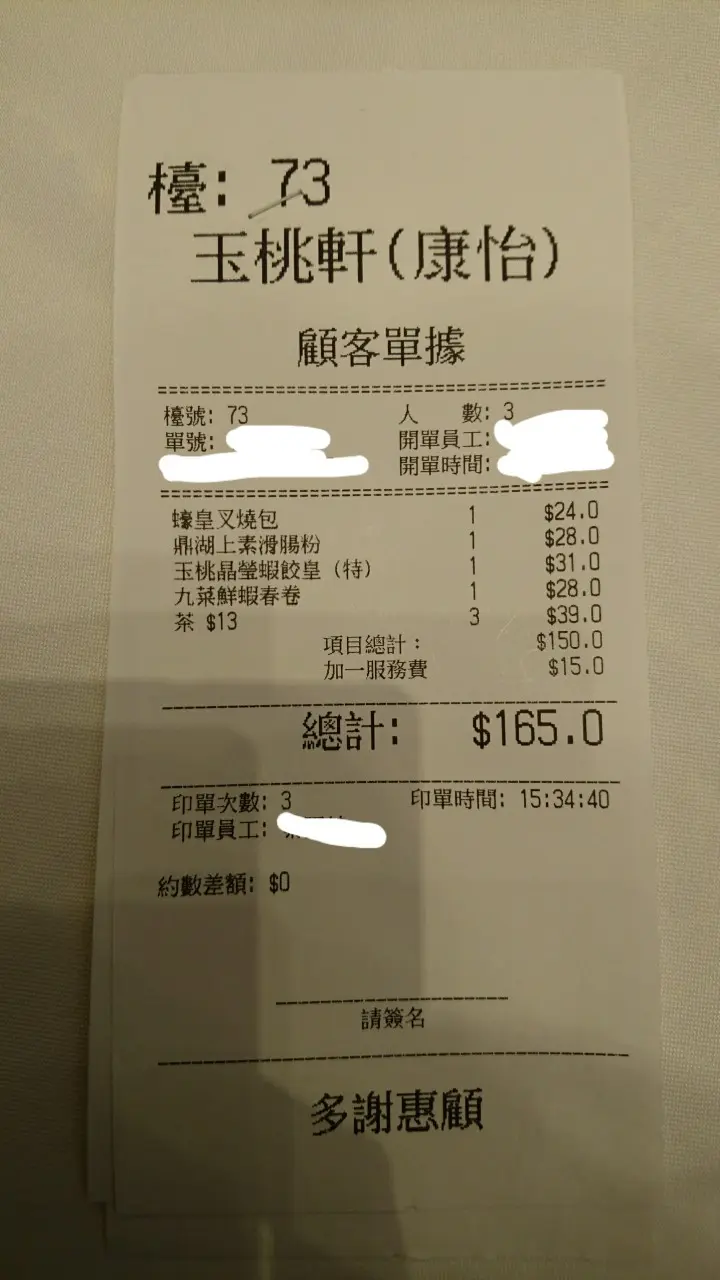 檯: 73
玉桃軒(康怡)
顧客單據
檯號: 73 人 數: 3
單號: 開單員工:
開單時間:
蠔皇叉燒包 1 $24.0
鼎湖上素滑腸粉 1 $28.0
玉桃晶瑩蝦餃皇 (特) 1 $31.0
九菜鮮蝦春卷 1 $28.0
茶 $13 3 $39.0
項目總計: $150.0
加一服務費 $15.0
總計: $165.0
印單次數: 3 印單時間: 15:34:40
印單員工:
約數差額: $0
請簽名
多謝惠顧